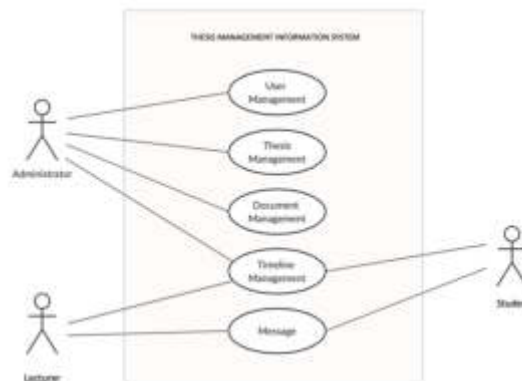 THESIS MANAGEMENT INFORMATION SYSTEM
User
Management
Thesis
Management
Administrator
Document
Management
Timeline
Management
Message
Lecturer